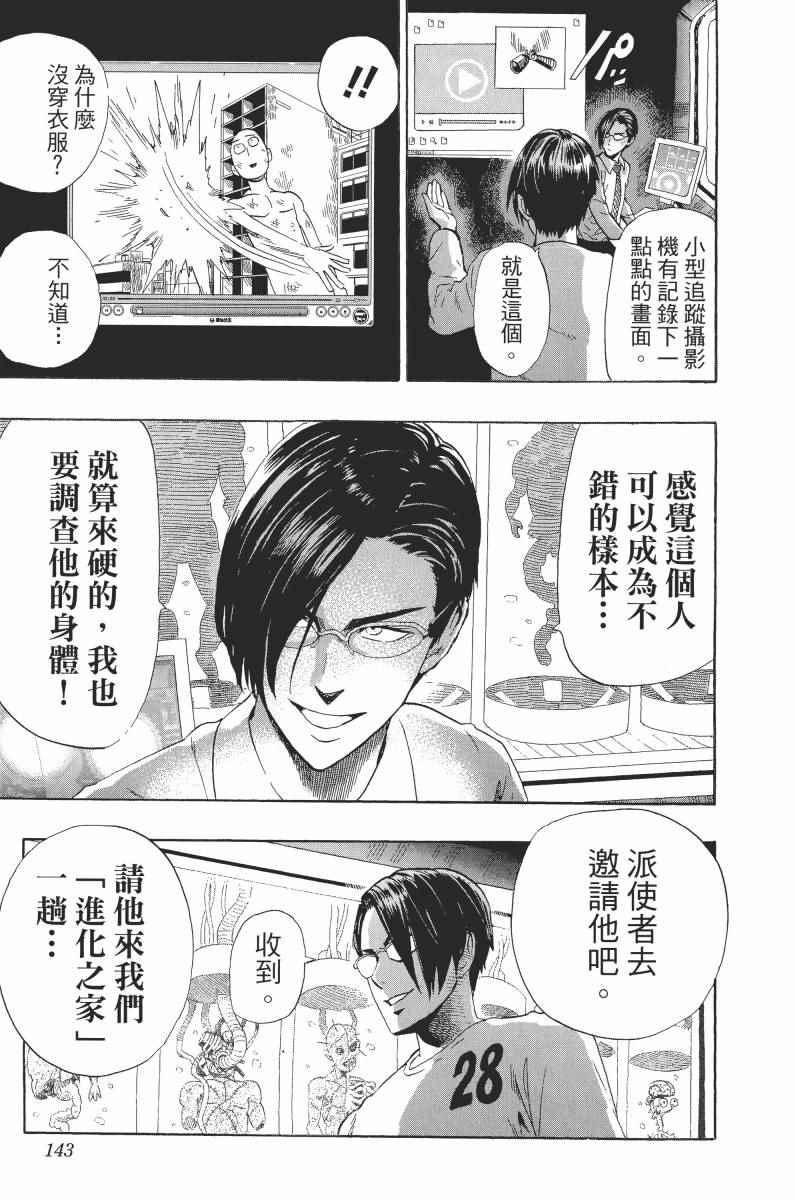 小型追蹤攝影
機有記錄下一
點點的畫面。
就是這個。
パッ
!!
為什麼
沒穿衣服？
不知道…
感覺這個人
可以成為不
錯的樣本…
就算來硬的，我也
要調查他的身體！
派使者去
邀請他吧。
收到。
請他來我們
「進化之家」
一趟…
28
143